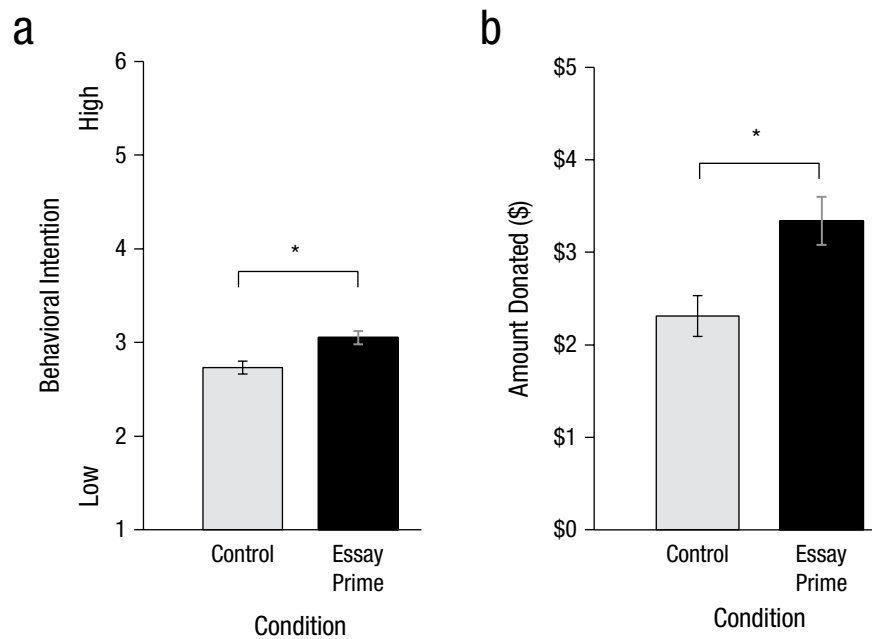 a
High
Low
Behavioral Intention
6
5
4
3
2
1
*
Control
Essay
Prime
Condition
b
Amount Donated ($)
$5
$4
$3
$2
$1
$0
*
Control
Essay
Prime
Condition